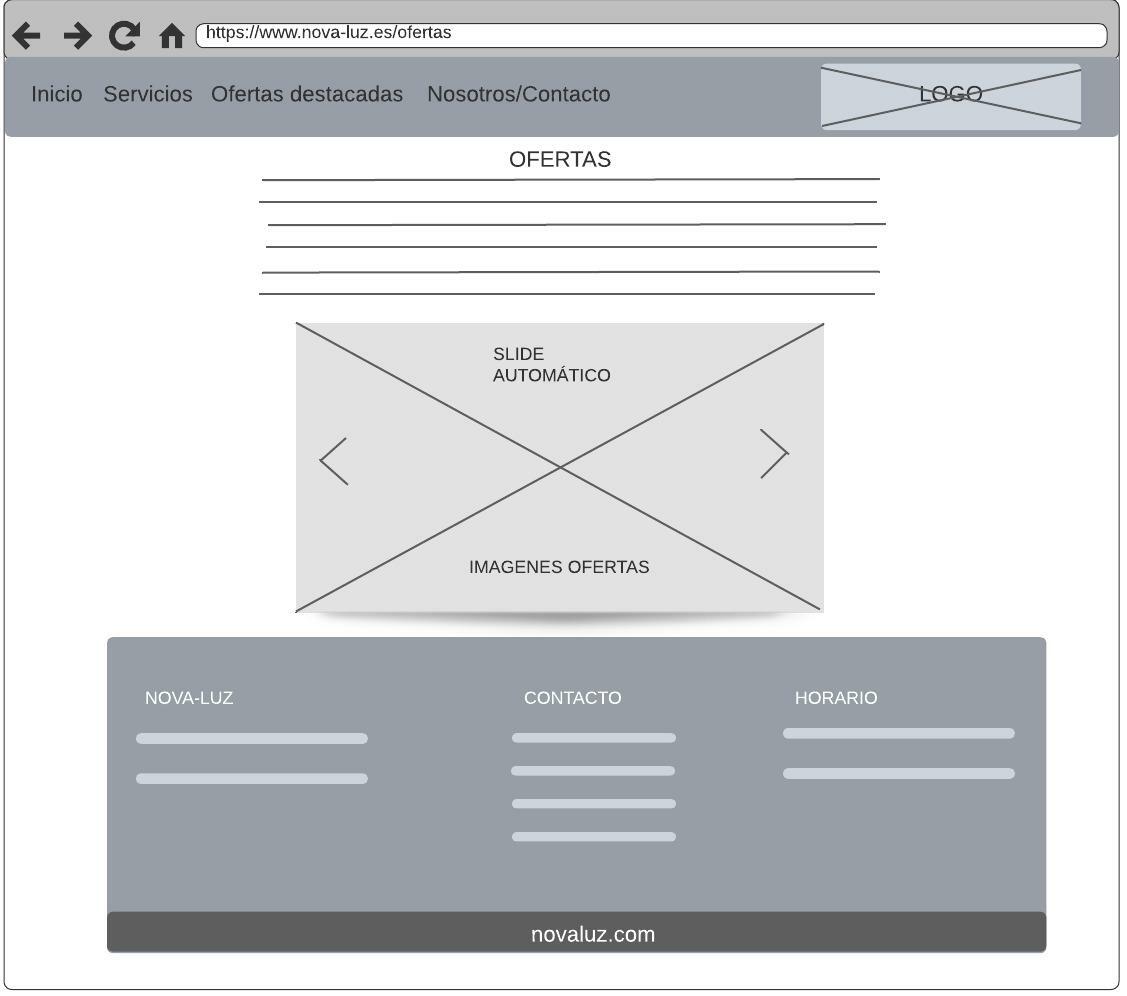 https://www.nova-luz.es/ofertas
Inicio Servicios Ofertas destacadas Nosotros/Contacto LOGO
OFERTAS
SLIDE
AUTOMÁTICO
IMAGENES OFERTAS
NOVA-LUZ CONTACTO HORARIO
novaluz.com